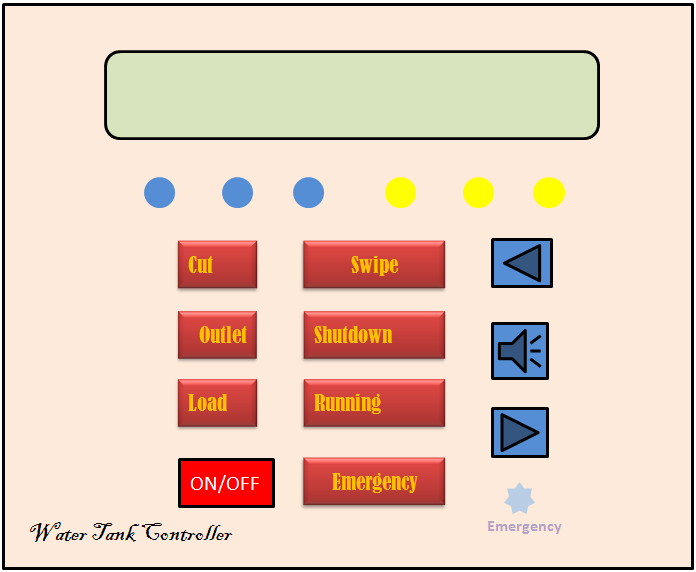 Cut
Swipe
Outlet
Shutdown
Load
Running
ON/OFF
Emergency
Emergency
Water Tank Controller